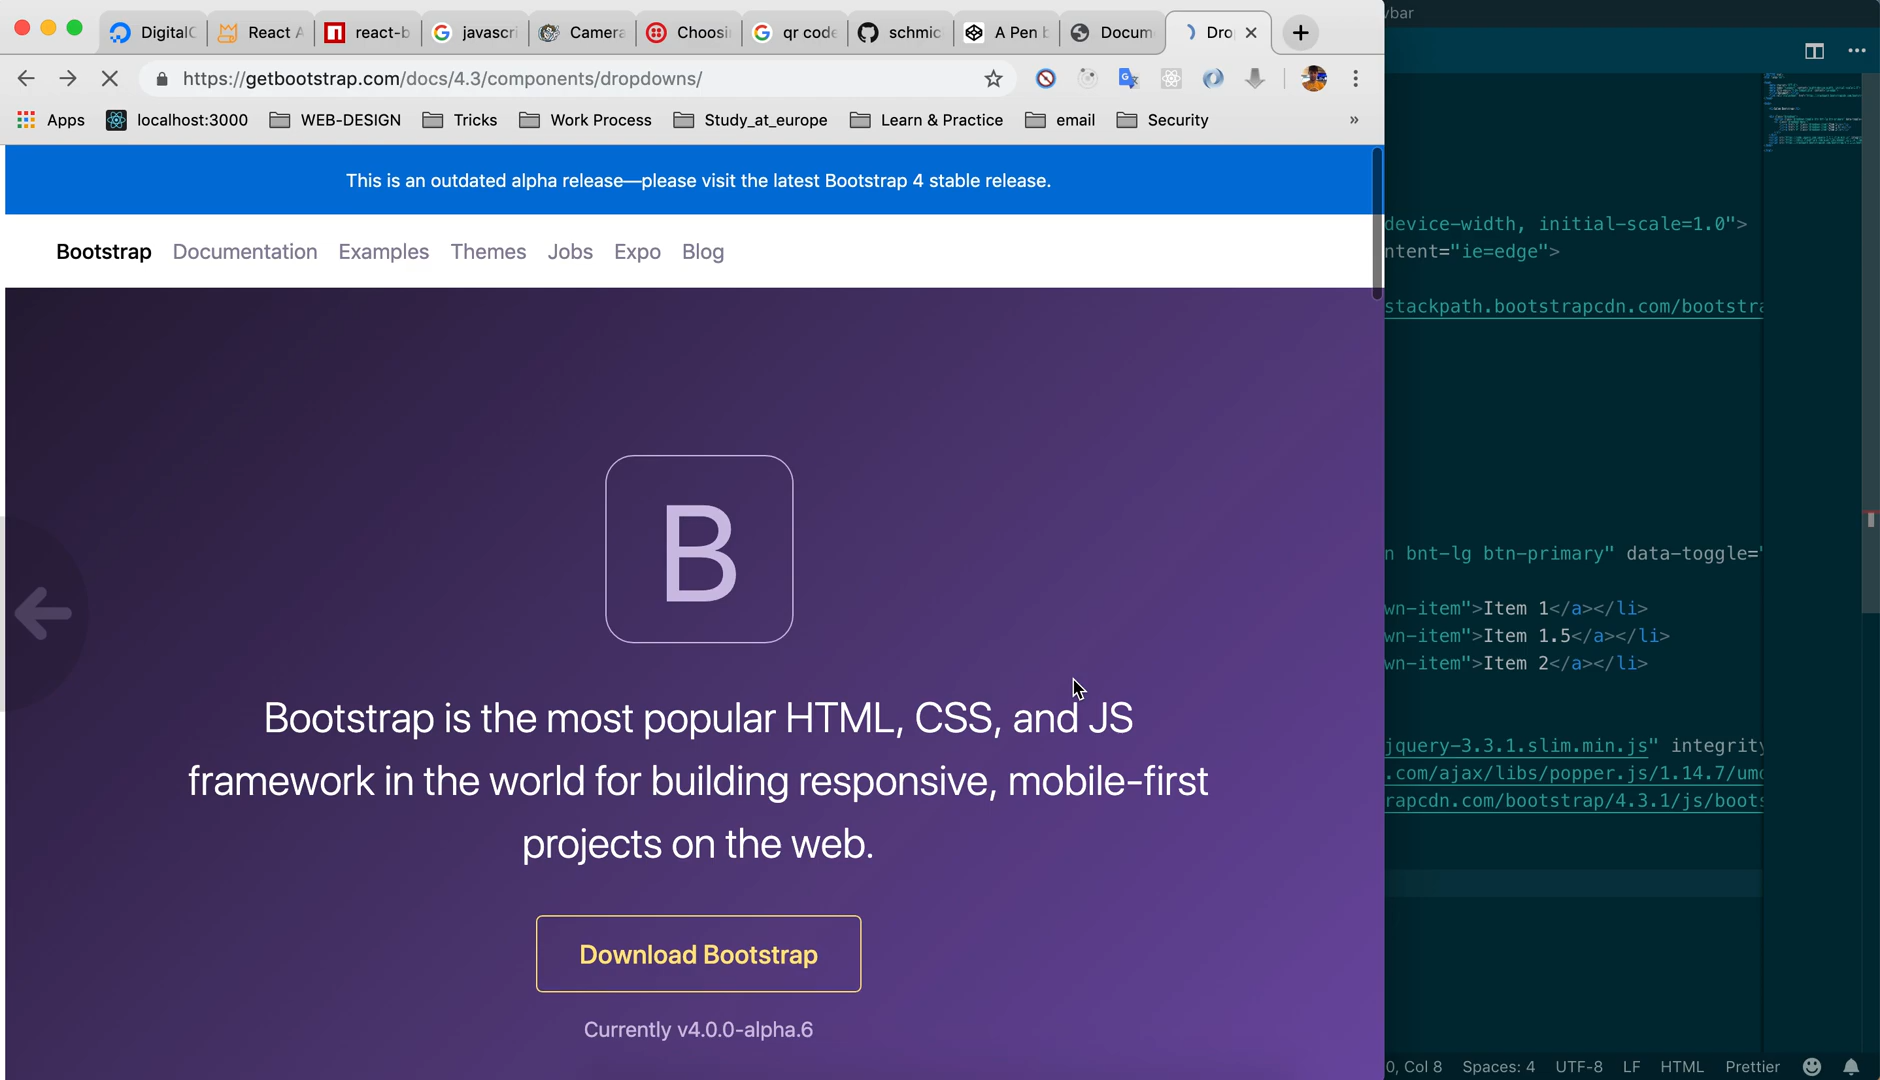 DigitalC
React A
react-b
javascri
Camera
Choosi
qr code
schmic
A Pen b
Docum
Dro
https://getbootstrap.com/docs/4.3/components/dropdowns/
Apps
localhost:3000
WEB-DESIGN
Tricks
Work Process
Study_at_europe
Learn & Practice
email
Security
»
This is an outdated alpha release—please visit the latest Bootstrap 4 stable release.
Bootstrap Documentation Examples Themes Jobs Expo Blog
B
Bootstrap is the most popular HTML, CSS, and JS
framework in the world for building responsive, mobile-first
projects on the web.
Download Bootstrap
Currently v4.0.0-alpha.6
vbar
device-width, initial-scale=1.0">
ntent="ie=edge">
stackpath.bootstrapcdn.com/bootstra
n bnt-lg btn-primary" data-toggle="
wn-item">Item 1</a></li>
wn-item">Item 1.5</a></li>
wn-item">Item 2</a></li>
jquery-3.3.1.slim.min.js" integrity
.com/ajax/libs/popper.js/1.14.7/umd
rapcdn.com/bootstrap/4.3.1/js/boots
0, Col 8 Spaces: 4 UTF-8 LF HTML Prettier